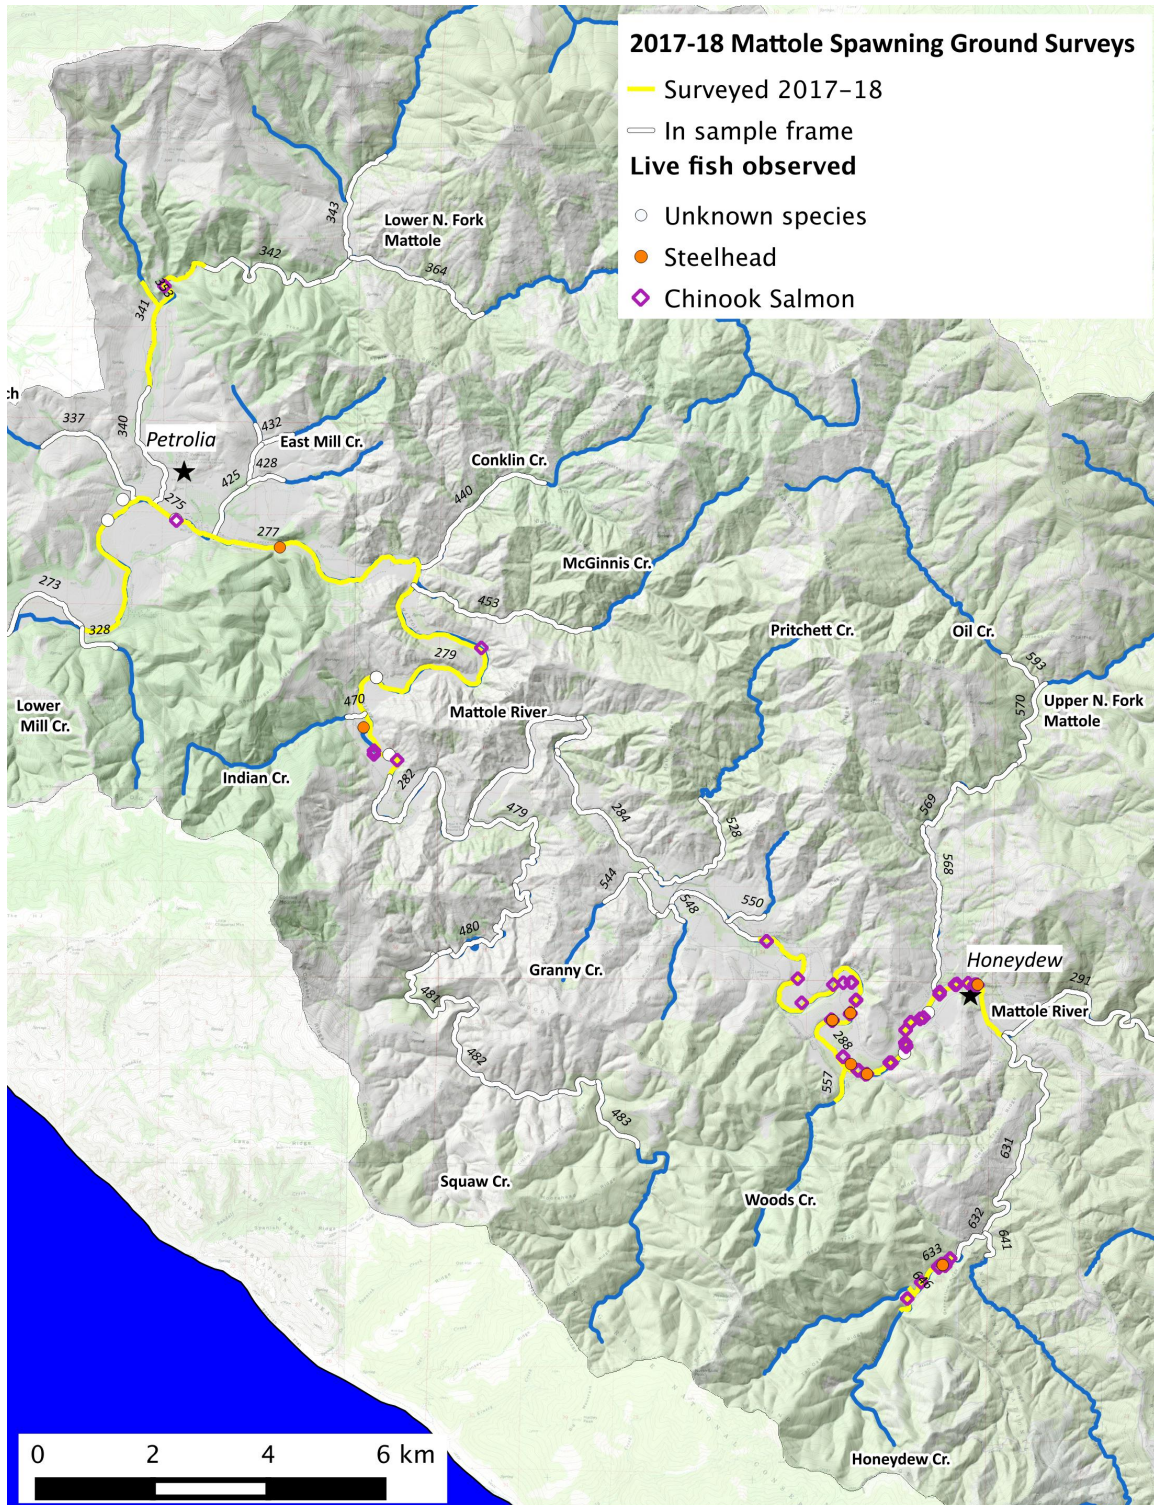 2017-18 Mattole Spawning Ground Surveys
Surveyed 2017-18
In sample frame
Live fish observed
Unknown species
Steelhead
Chinook Salmon
343
Lower N. Fork
Mattole
342
364
353
341
ch
337
340
Petrolia
432
East Mill Cr.
428
425
Conklin Cr.
440
275
277
McGinnis Cr.
273
453
328
Pritchett Cr.
Oil Cr.
279
593
470
Lower
Mill Cr.
Mattole River
570
Upper N. Fork
Mattole
Indian Cr.
282
479
284
528
569
568
544
550
548
480
Granny Cr.
Honeydew
291
481
Mattole River
288
482
557
483
631
Squaw Cr.
Woods Cr.
632
641
633
Honeydew Cr.
0 2 4 6 km